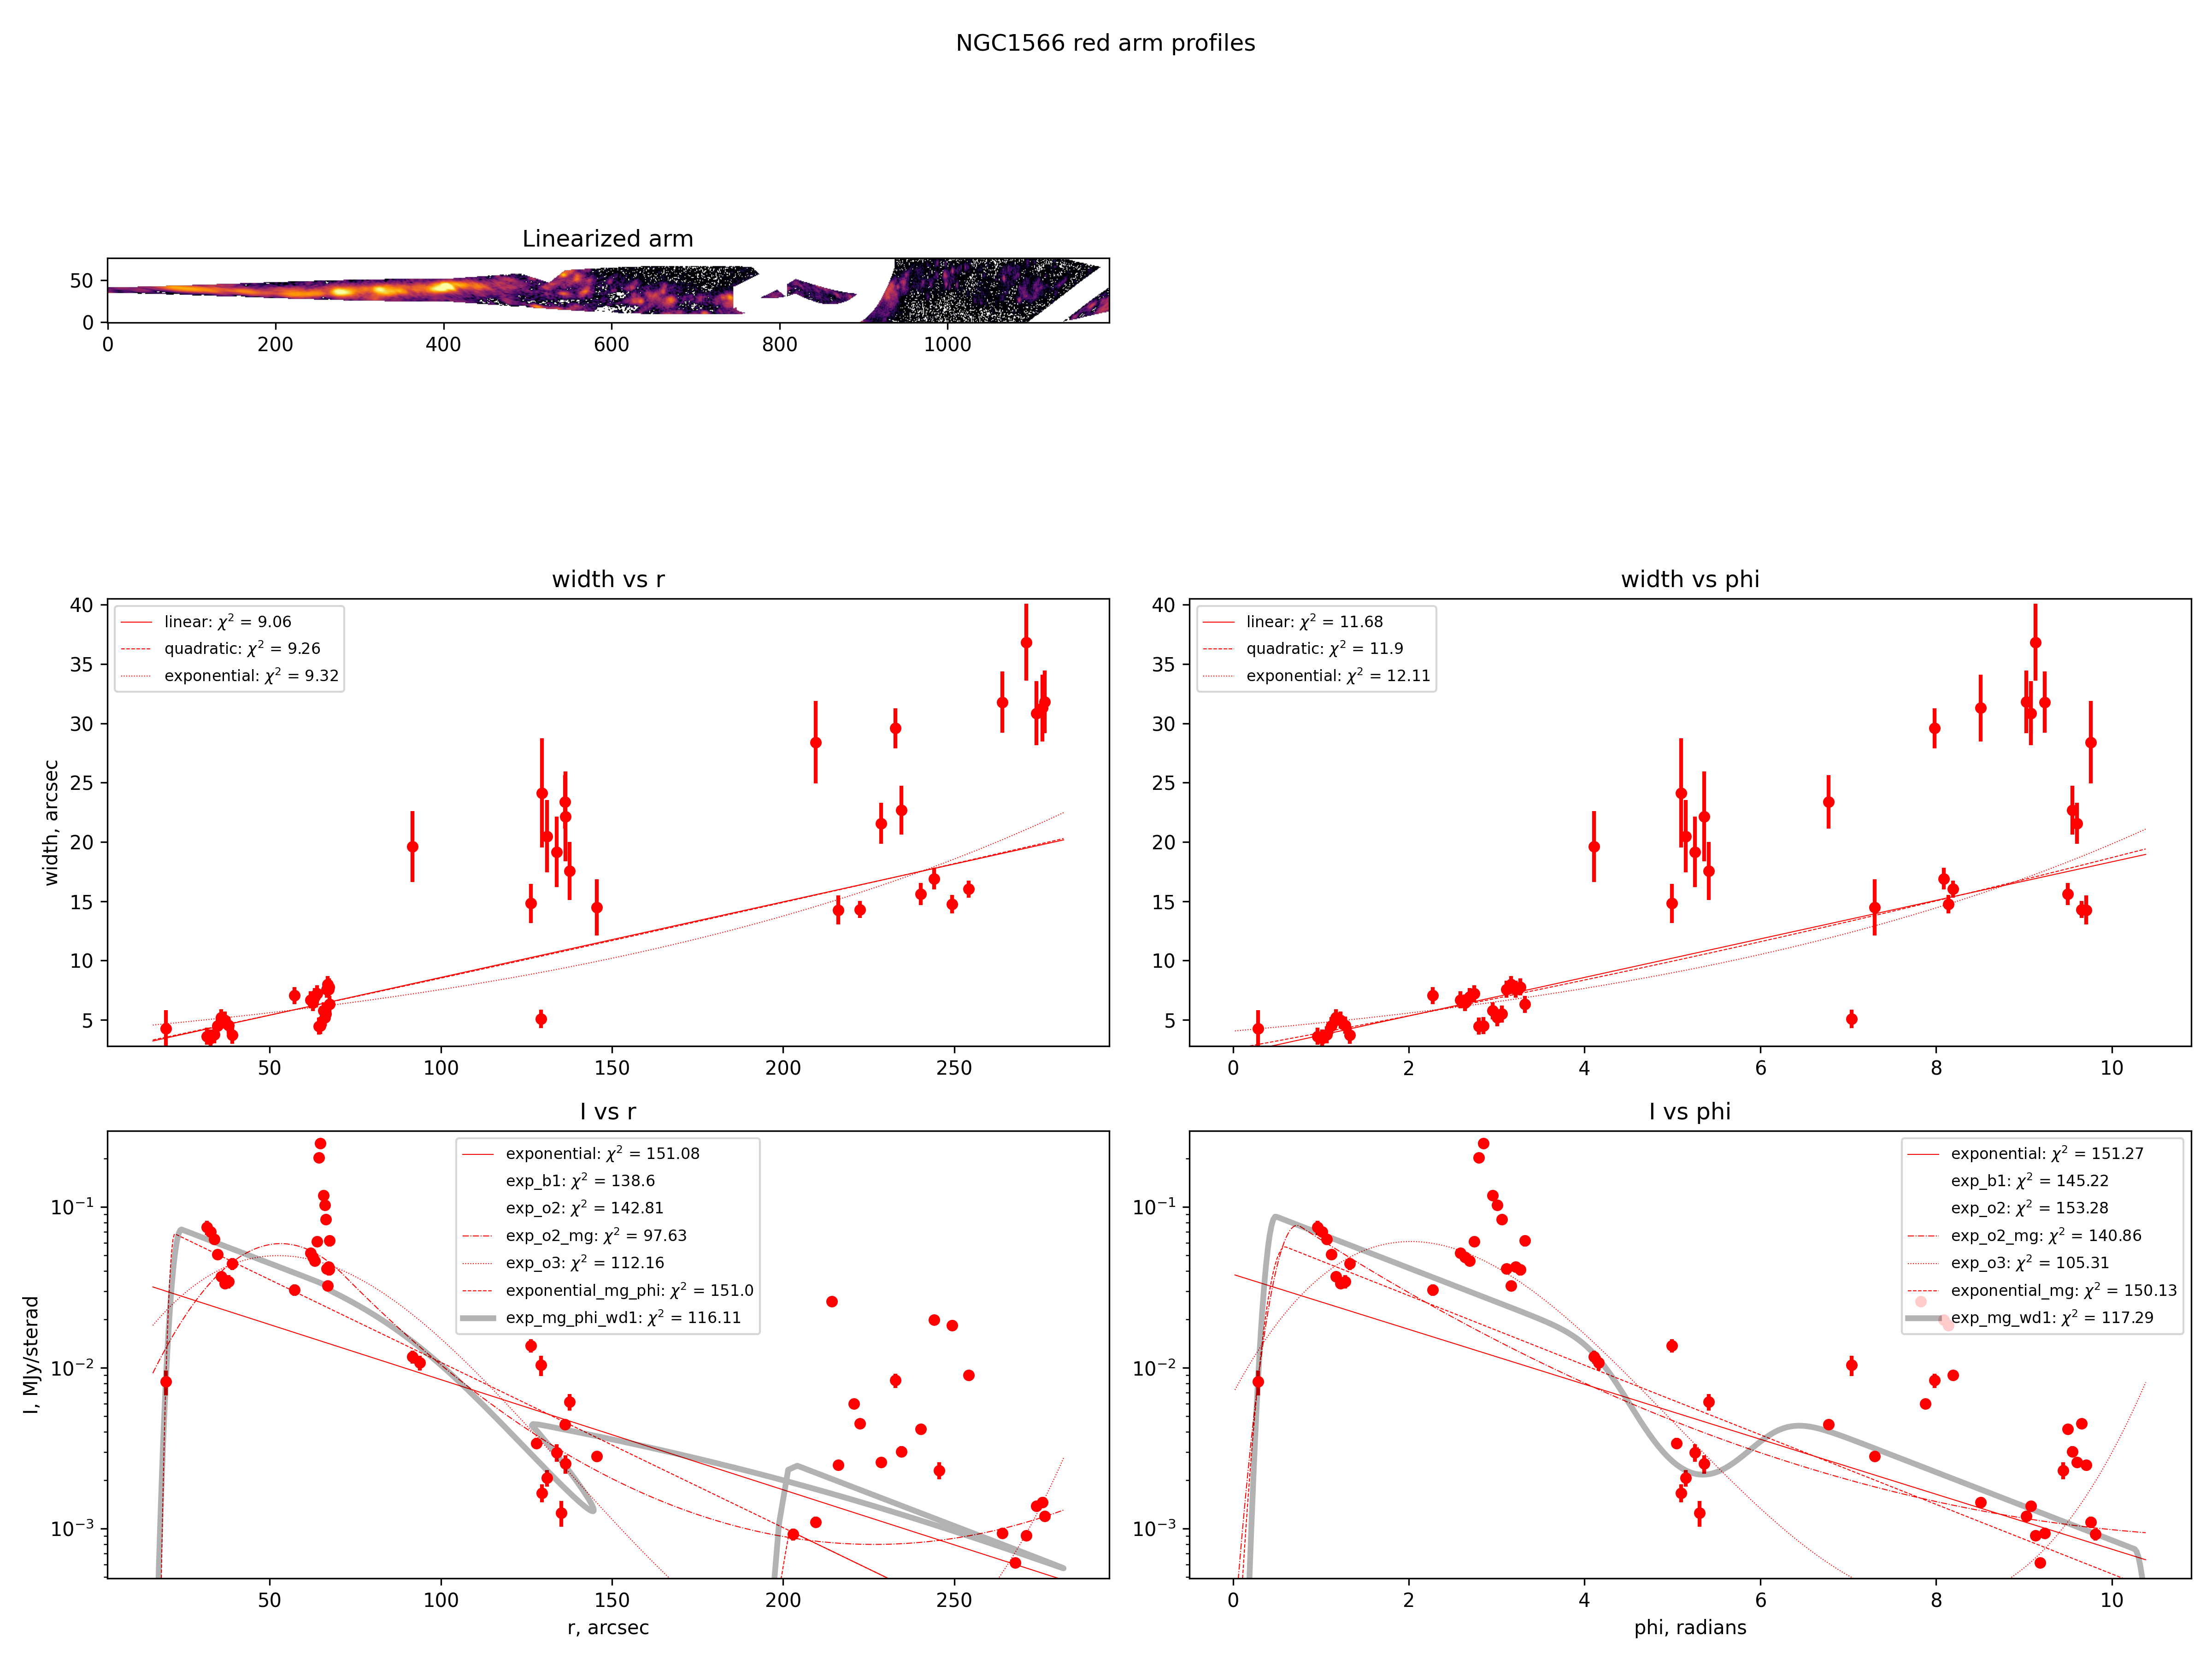 NGC1566 red arm profiles
Linearized arm
50
0
0 200 400 600 800 1000
width vs r
width, arcsec
40
35
30
25
20
15
10
5
linear: χ² = 9.06
quadratic: χ² = 9.26
exponential: χ² = 9.32
50 100 150 200 250
width vs phi
40
35
30
25
20
15
10
5
linear: χ² = 11.68
quadratic: χ² = 11.9
exponential: χ² = 12.11
0 2 4 6 8 10
I vs r
I, MJy/sterad
10⁻¹
10⁻²
10⁻³
exponential: χ² = 151.08
exp_b1: χ² = 138.6
exp_o2: χ² = 142.81
exp_o2_mg: χ² = 97.63
exp_o3: χ² = 112.16
exponential_mg_phi: χ² = 151.0
exp_mg_phi_wd1: χ² = 116.11
50 100 150 200 250
r, arcsec
I vs phi
10⁻¹
10⁻²
10⁻³
exponential: χ² = 151.27
exp_b1: χ² = 145.22
exp_o2: χ² = 153.28
exp_o2_mg: χ² = 140.86
exp_o3: χ² = 105.31
exponential_mg: χ² = 150.13
exp_mg_wd1: χ² = 117.29
0 2 4 6 8 10
phi, radians